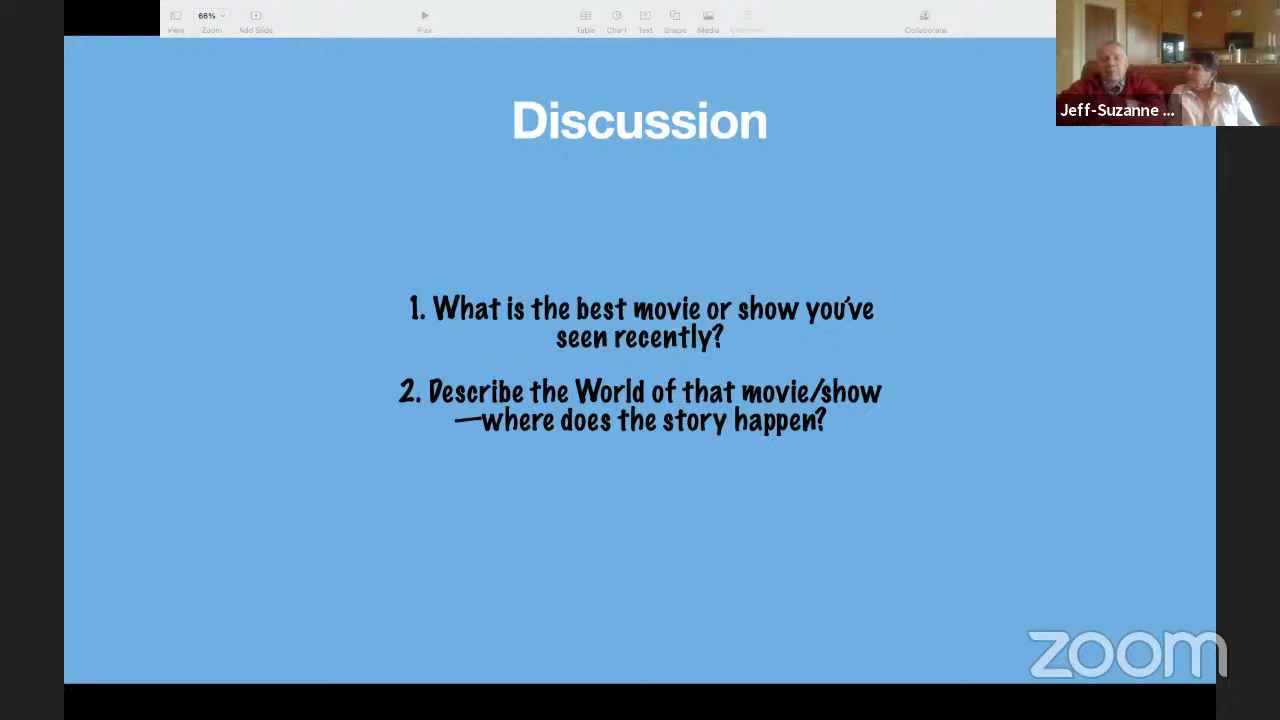 66%
View
Zoom
Add Slide
Play
Table
Chart
Text
Shape
Media
Comment
Collaborate
Jeff-Suzanne ...
Discussion
1. What is the best movie or show you've
seen recently?
2. Describe the World of that movie/show
—where does the story happen?
zoom